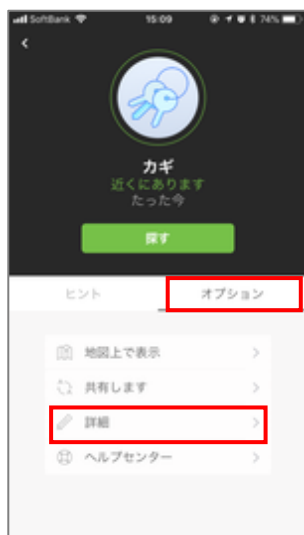 SoftBank 15:09 74%
カギ
近くにあります
たった今
探す
ヒント オプション
地図上で表示
共有します
詳細
ヘルプセンター